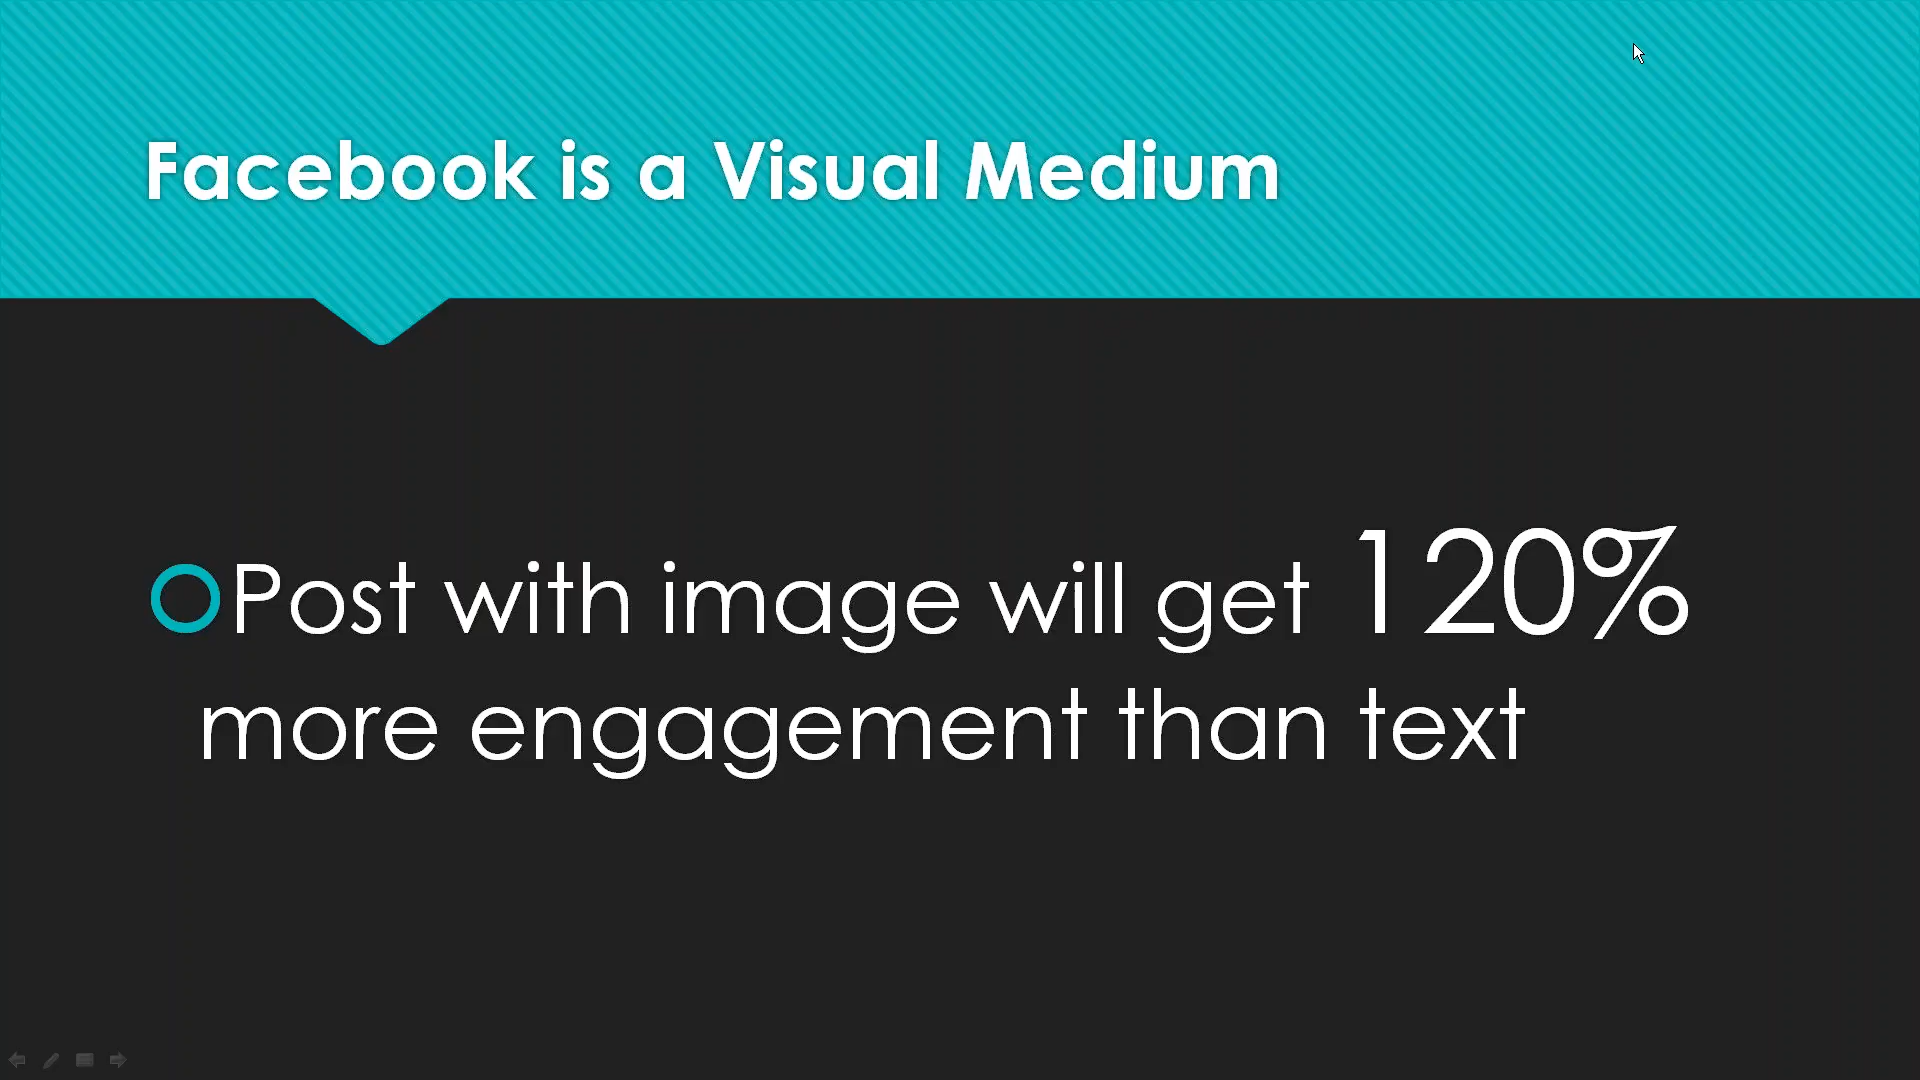 Facebook is a Visual Medium
Post with image will get 120%
more engagement than text